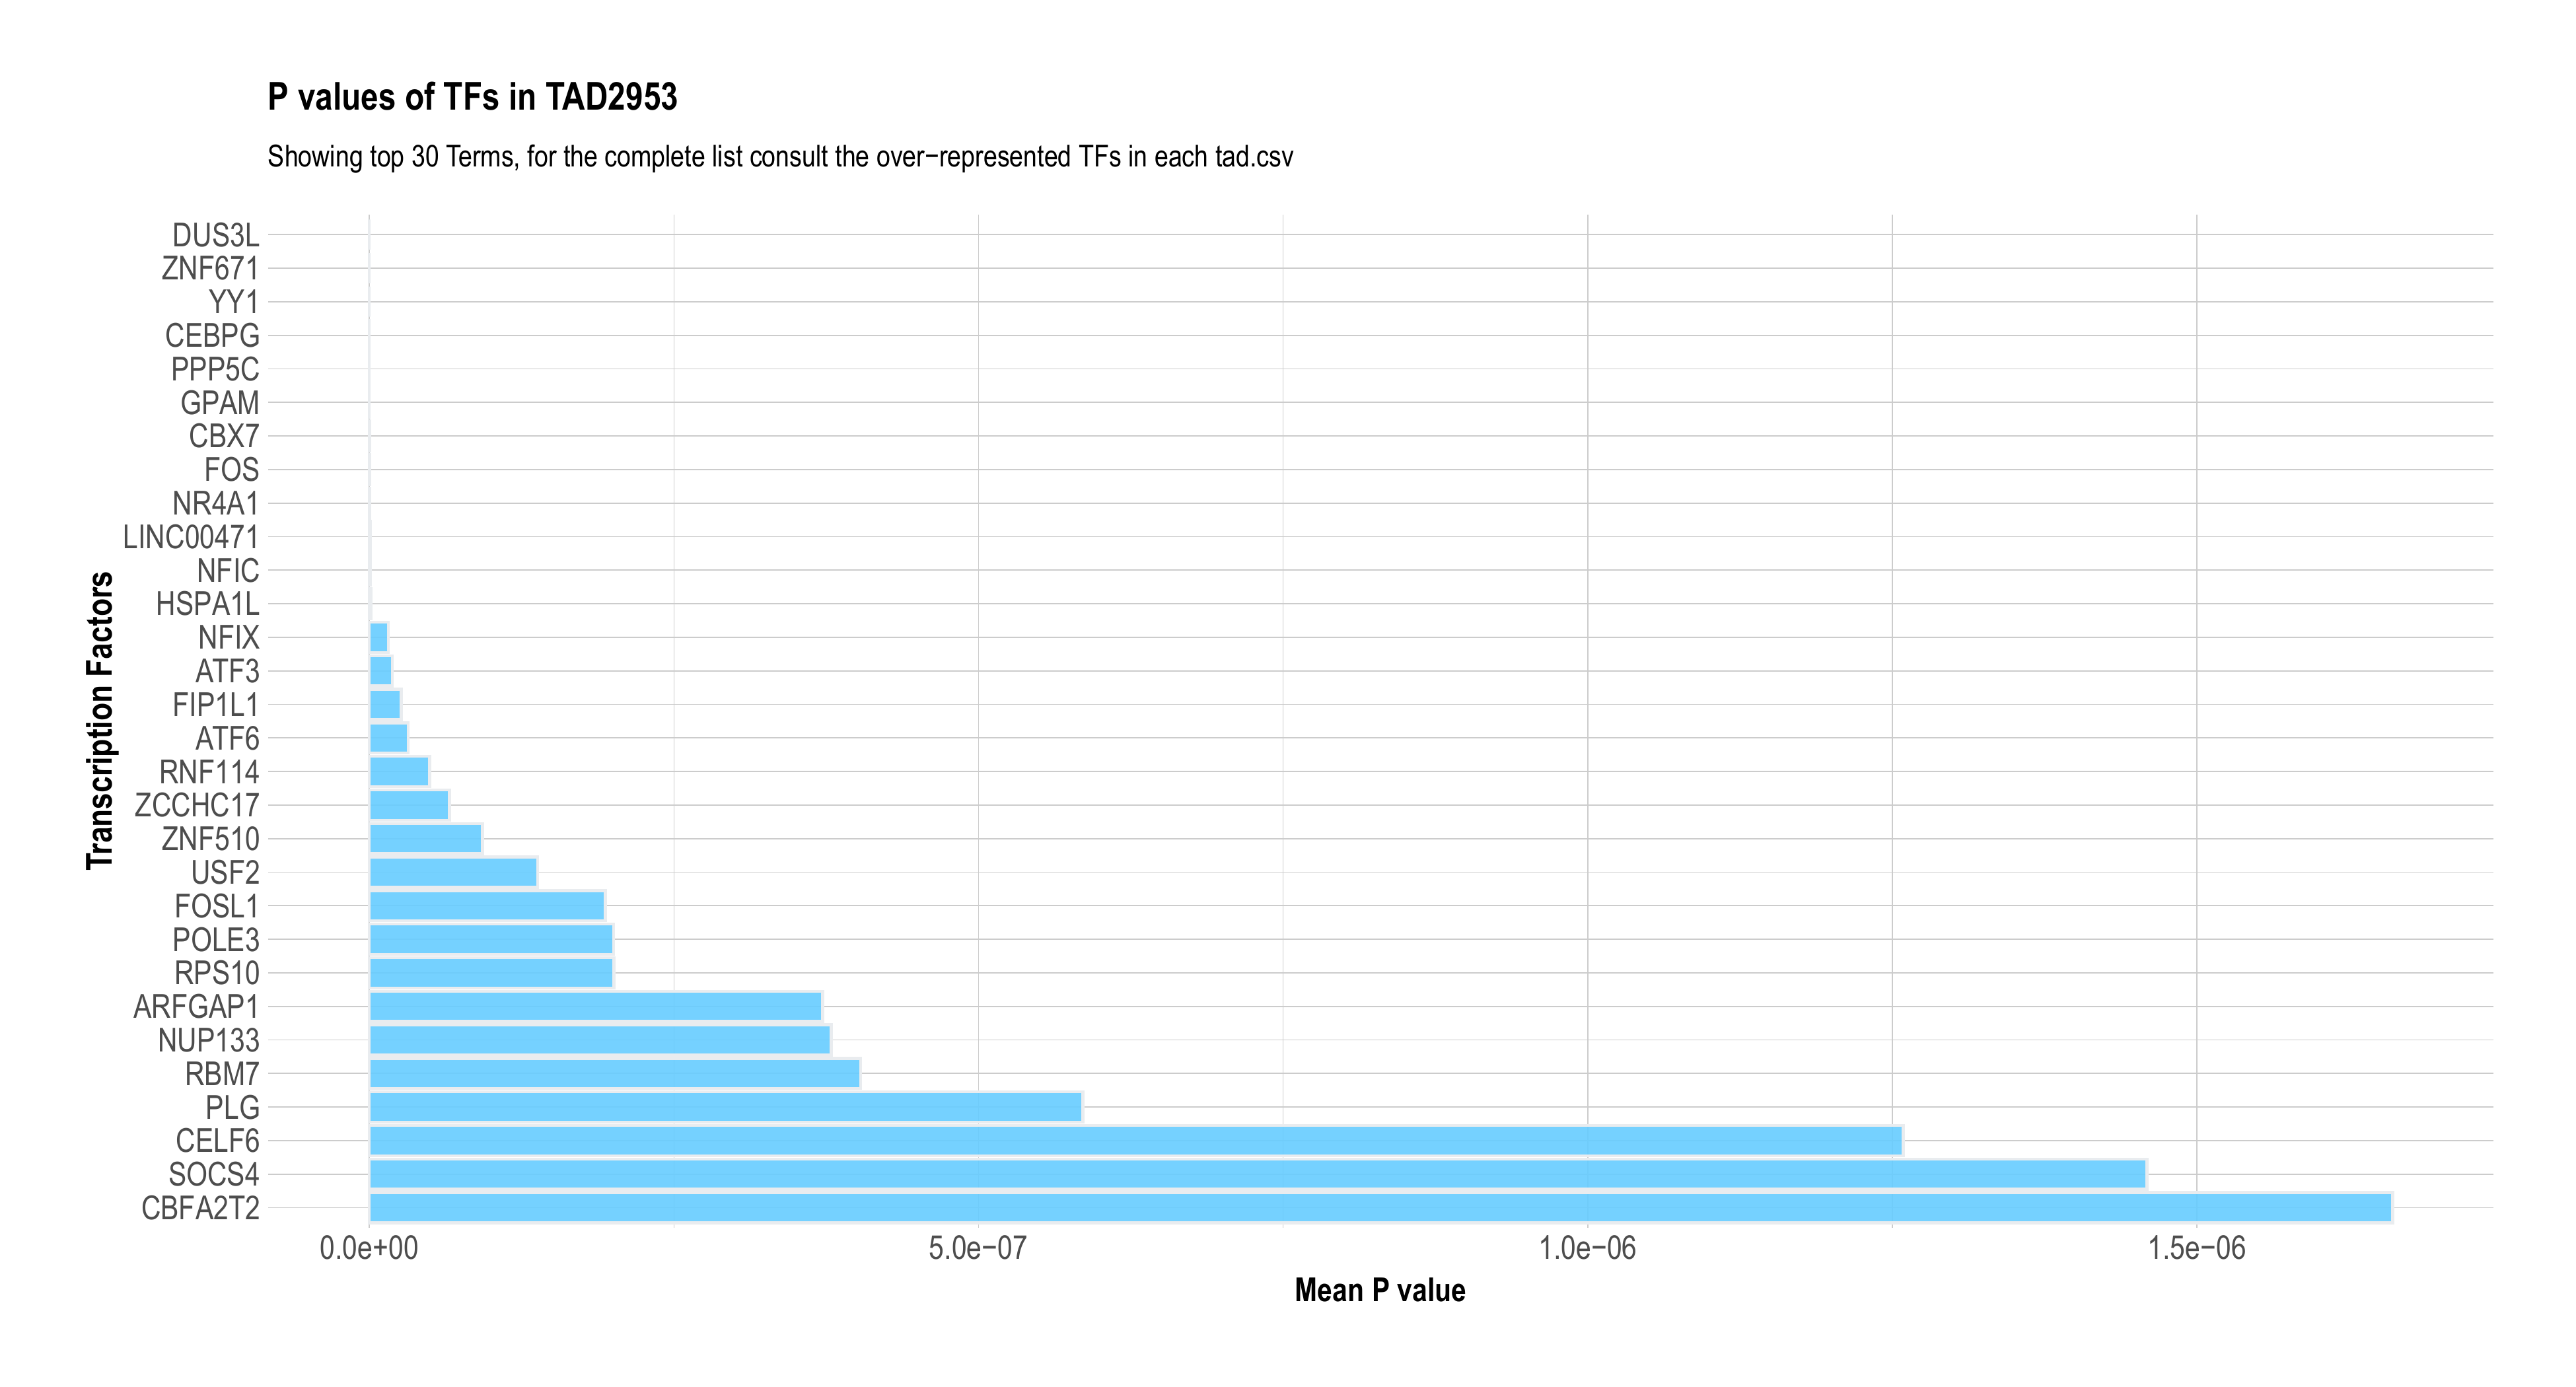 P values of TFs in TAD2953
Showing top 30 Terms, for the complete list consult the over−represented TFs in each tad.csv
Transcription Factors
DUS3L
ZNF671
YY1
CEBPG
PPP5C
GPAM
CBX7
FOS
NR4A1
LINC00471
NFIC
HSPA1L
NFIX
ATF3
FIP1L1
ATF6
RNF114
ZCCHC17
ZNF510
USF2
FOSL1
POLE3
RPS10
ARFGAP1
NUP133
RBM7
PLG
CELF6
SOCS4
CBFA2T2
0.0e+00 5.0e−07 1.0e−06 1.5e−06
Mean P value